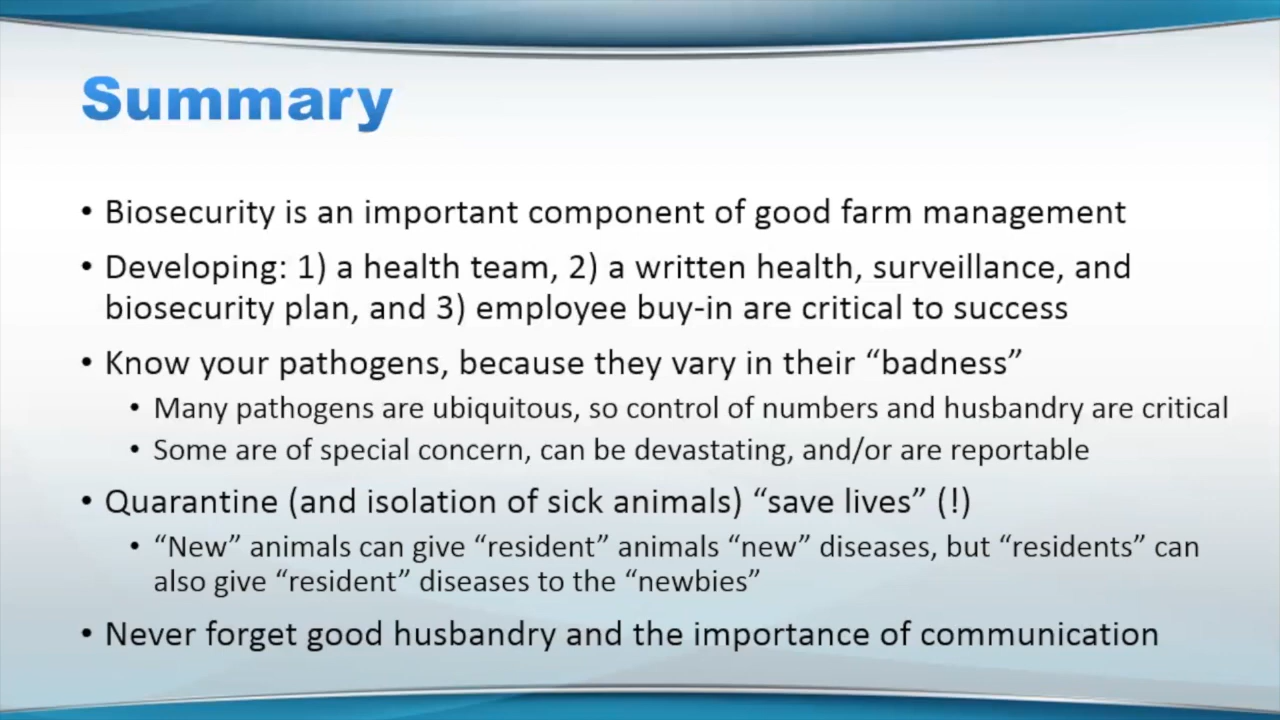 Summary
• Biosecurity is an important component of good farm management
• Developing: 1) a health team, 2) a written health, surveillance, and
biosecurity plan, and 3) employee buy-in are critical to success
• Know your pathogens, because they vary in their “badness”
• Many pathogens are ubiquitous, so control of numbers and husbandry are critical
• Some are of special concern, can be devastating, and/or are reportable
• Quarantine (and isolation of sick animals) “save lives” (!)
• “New” animals can give “resident” animals “new” diseases, but “residents” can
also give “resident” diseases to the “newbies”
• Never forget good husbandry and the importance of communication